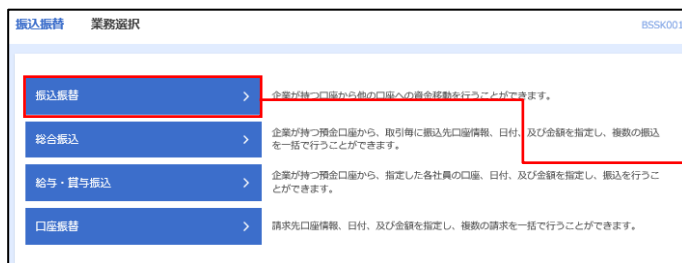 振込振替 業務選択 BSSK001
振込振替 企業が持つ口座から他の口座への資金移動を行うことができます。
総合振込 企業が持つ預金口座から、取引毎に振込先口座情報、日付、及び金額を指定し、複数の振込
を一括で行うことができます。
給与・賞与振込 企業が持つ預金口座から、指定した各社員の口座、日付、及び金額を指定し、振込を行うこ
とができます。
口座振替 請求先口座情報、日付、及び金額を指定し、複数の請求を一括で行うことができます。